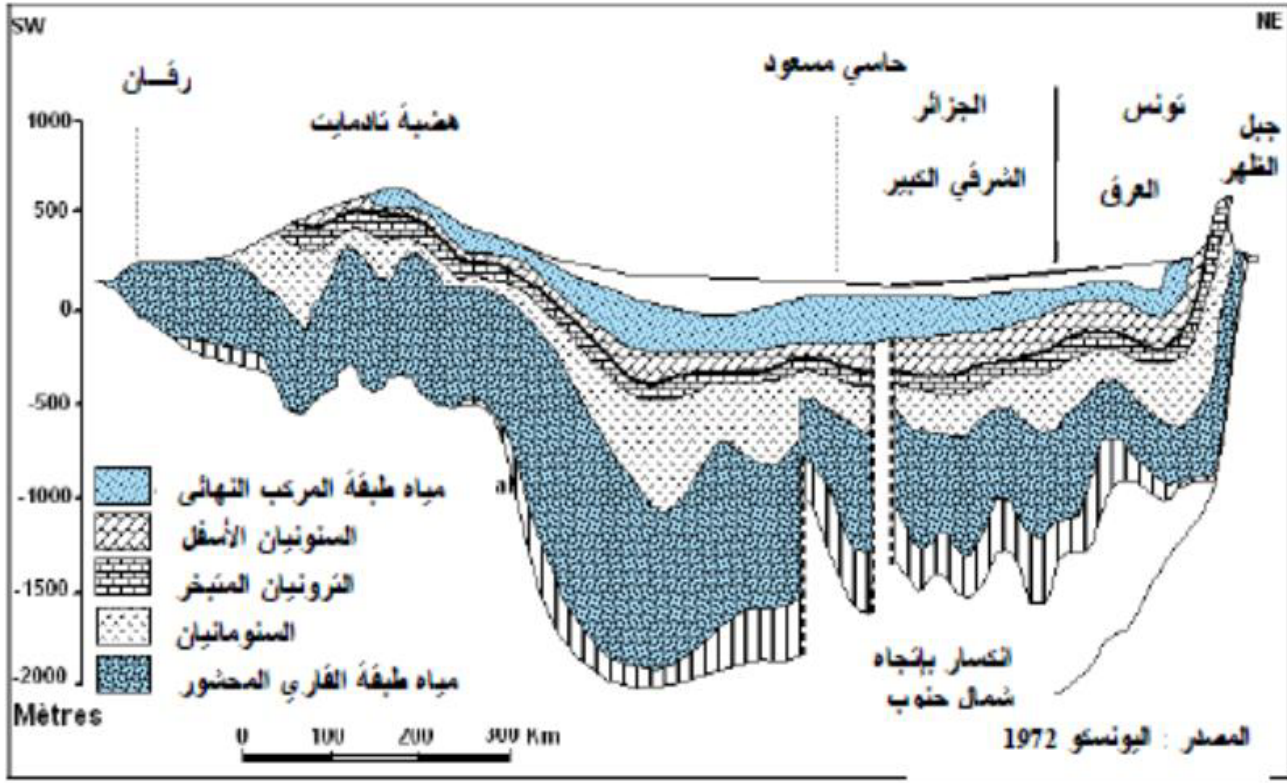 SW
NE
رقـان
هضبة تادمايت
حاسي مسعود
الجزائر
تونس
جبل
الظهر
الشرقي الكبير
العرق
1000
500
0
-500
-1000
-1500
-2000
Mètres
مياه طبقة المركب النهائي
السنونيان الأسفل
الترونيان المتبخر
السنومانيان
مياه طبقة القاري المحشور
انكسار بإتجاه
شمال جنوب
0 100 200 300 Km
المصدر : اليونسكو 1972